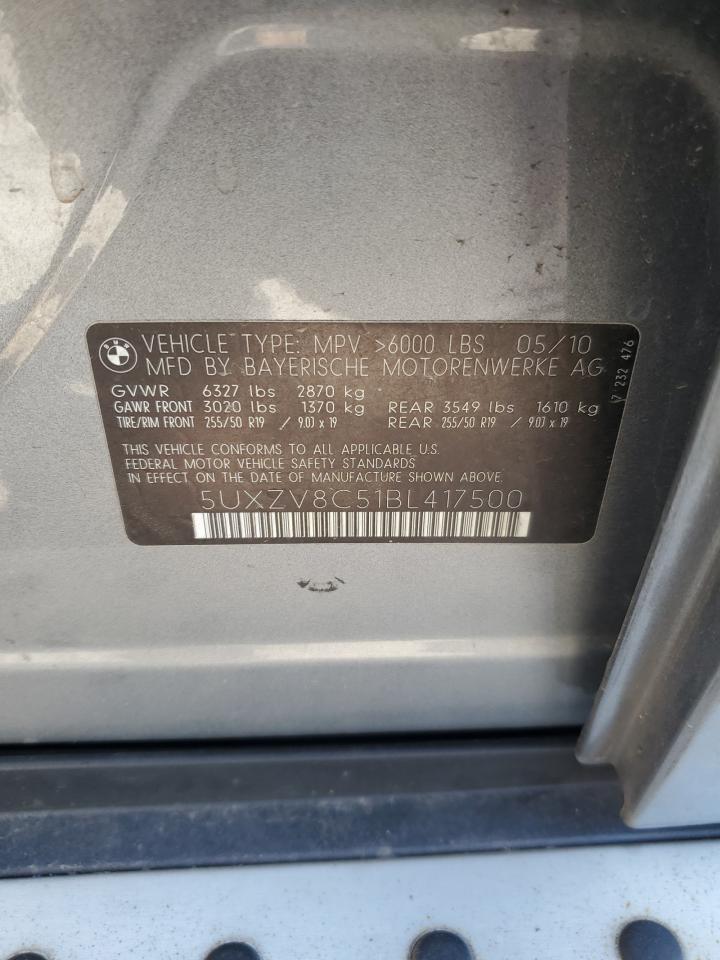 BMW
VEHICLE TYPE: MPV >6000 LBS 05/10
MFD BY BAYERISCHE MOTORENWERKE AG
GVWR 6327 lbs 2870 kg
GAWR FRONT 3020 lbs 1370 kg REAR 3549 lbs 1610 kg
TIRE/RIM FRONT 255/50 R19 / 9.0J x 19 REAR 255/50 R19 / 9.0J x 19
THIS VEHICLE CONFORMS TO ALL APPLICABLE U.S.
FEDERAL MOTOR VEHICLE SAFETY STANDARDS
IN EFFECT ON THE DATE OF MANUFACTURE SHOWN ABOVE.
5UXZV8C51BL417500
7 232 476